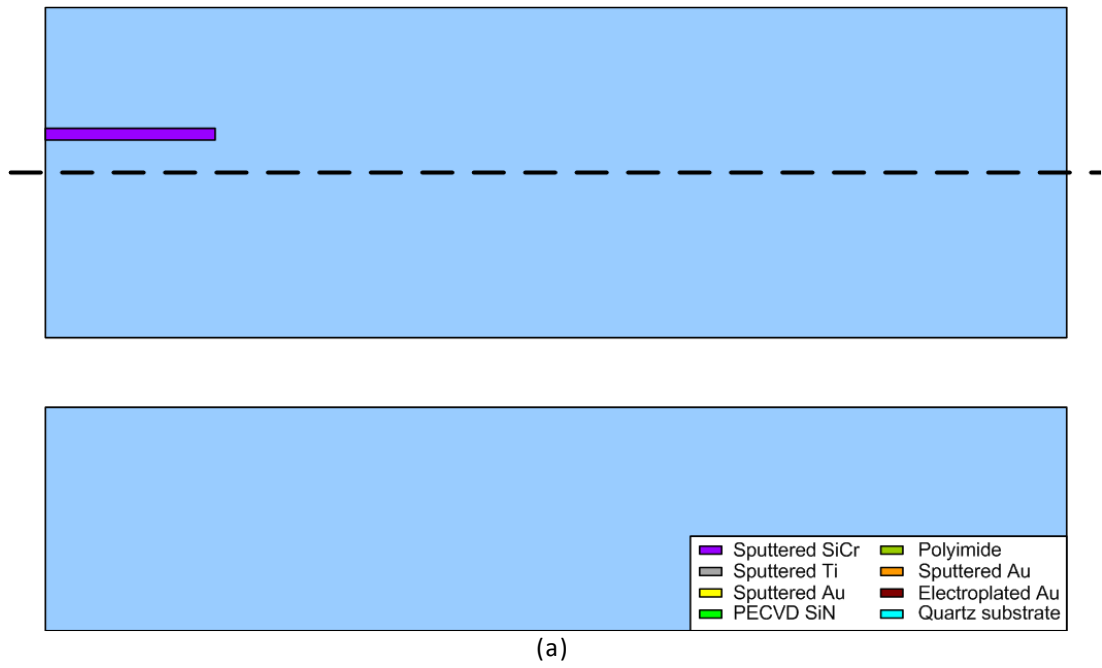 Sputtered SiCr
Sputtered Ti
Sputtered Au
PECVD SiN
Polyimide
Sputtered Au
Electroplated Au
Quartz substrate
(a)